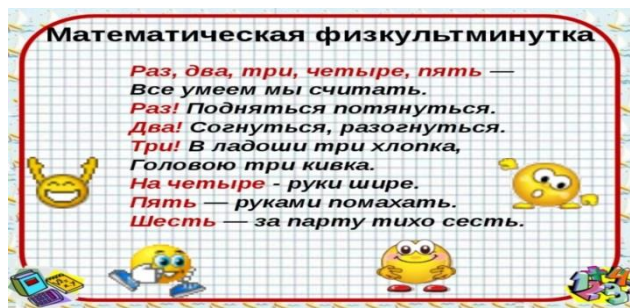 Математическая физкультминутка
Раз, два, три, четыре, пять —
Все умеем мы считать.
Раз! Подняться потянуться.
Два! Согнуться, разогнуться.
Три! В ладоши три хлопка,
Головою три кивка.
На четыре - руки шире.
Пять — руками помахать.
Шесть — за парту тихо сесть.